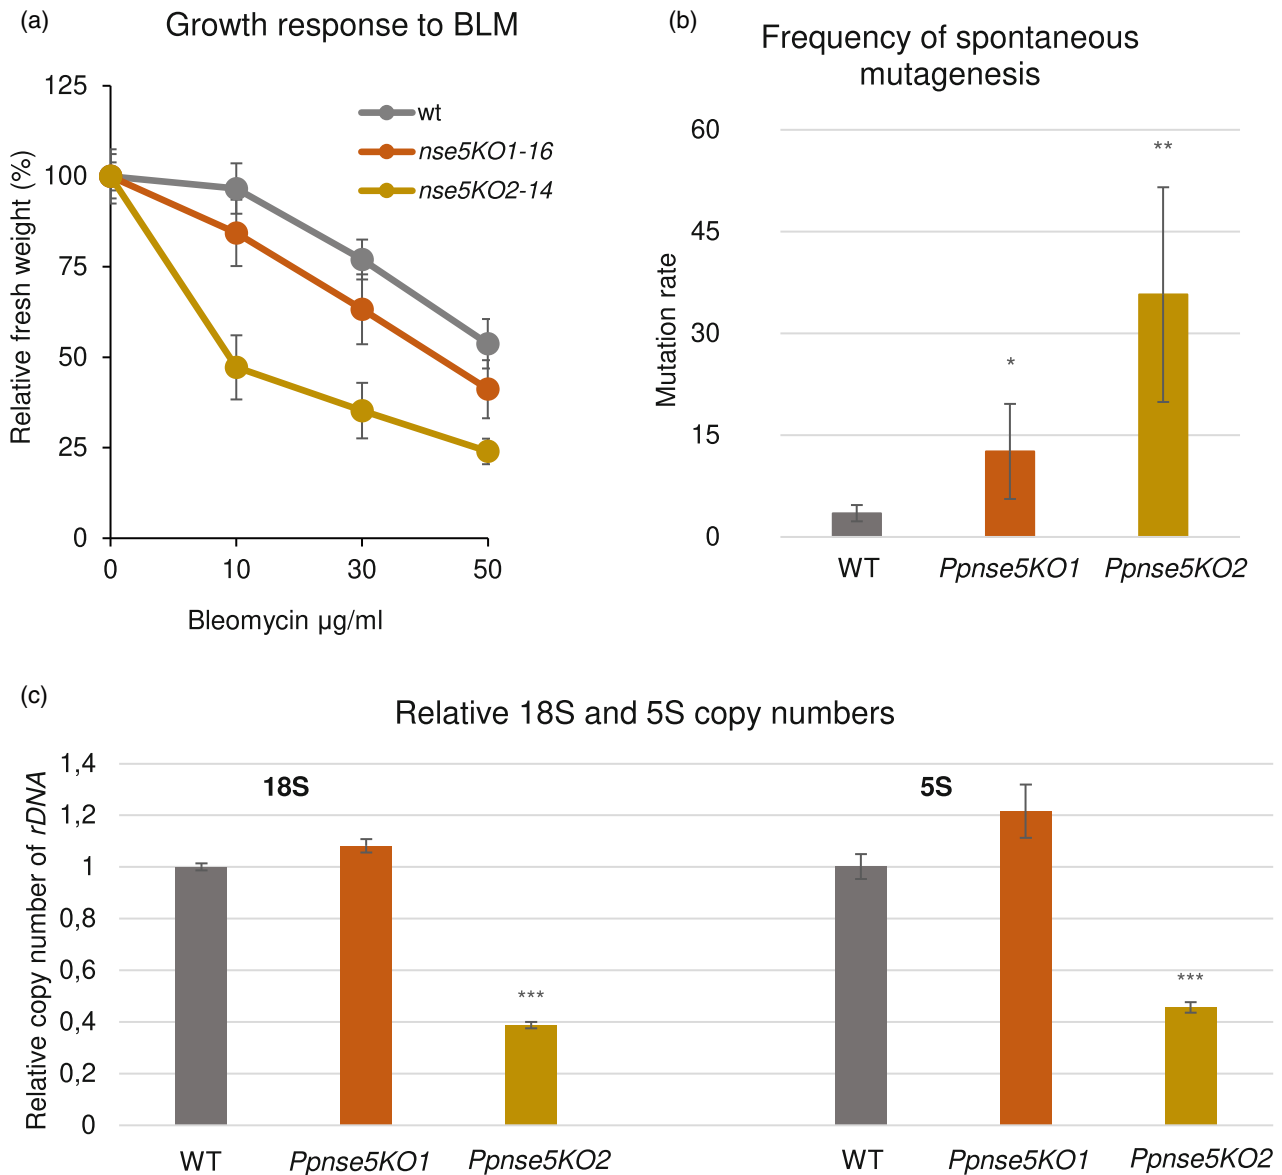 (a)
Growth response to BLM
125
100
75
50
25
0
Relative fresh weight (%)
wt
nse5KO1-16
nse5KO2-14
0 10 30 50
Bleomycin µg/ml
(b)
Frequency of spontaneous
mutagenesis
60
45
30
15
0
Mutation rate
*
**
WT Ppnse5KO1 Ppnse5KO2
(c)
Relative 18S and 5S copy numbers
1,4
1,2
1
0,8
0,6
0,4
0,2
0
Relative copy number of rDNA
18S
5S
***
***
WT Ppnse5KO1 Ppnse5KO2 WT Ppnse5KO1 Ppnse5KO2